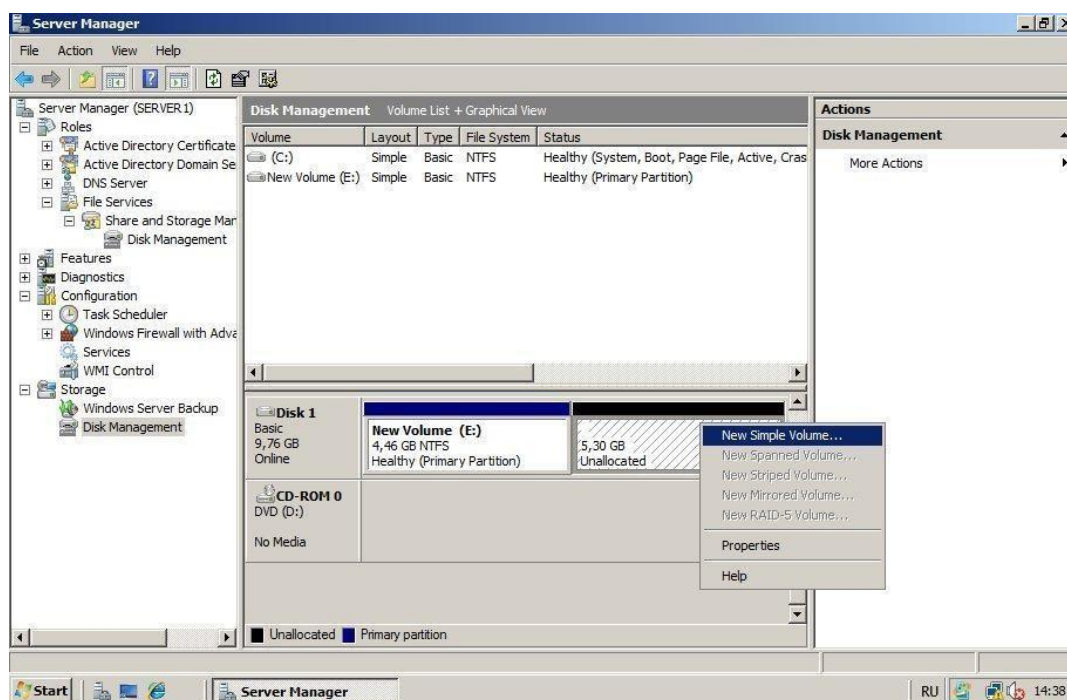 Server Manager
File Action View Help
Server Manager (SERVER1)
Roles
Active Directory Certificate
Active Directory Domain Se
DNS Server
File Services
Share and Storage Mar
Disk Management
Features
Diagnostics
Configuration
Task Scheduler
Windows Firewall with Adva
Services
WMI Control
Storage
Windows Server Backup
Disk Management
Disk Management Volume List + Graphical View
Volume Layout Type File System Status
(C:) Simple Basic NTFS Healthy (System, Boot, Page File, Active, Cras
New Volume (E:) Simple Basic NTFS Healthy (Primary Partition)
Disk 1
Basic
9,76 GB
Online
New Volume (E:)
4,46 GB NTFS
Healthy (Primary Partition)
5,30 GB
Unallocated
CD-ROM 0
DVD (D:)
No Media
Unallocated Primary partition
New Simple Volume...
New Spanned Volume...
New Striped Volume...
New Mirrored Volume...
New RAID-5 Volume...
Properties
Help
Actions
Disk Management
More Actions
Start Server Manager RU 14:38